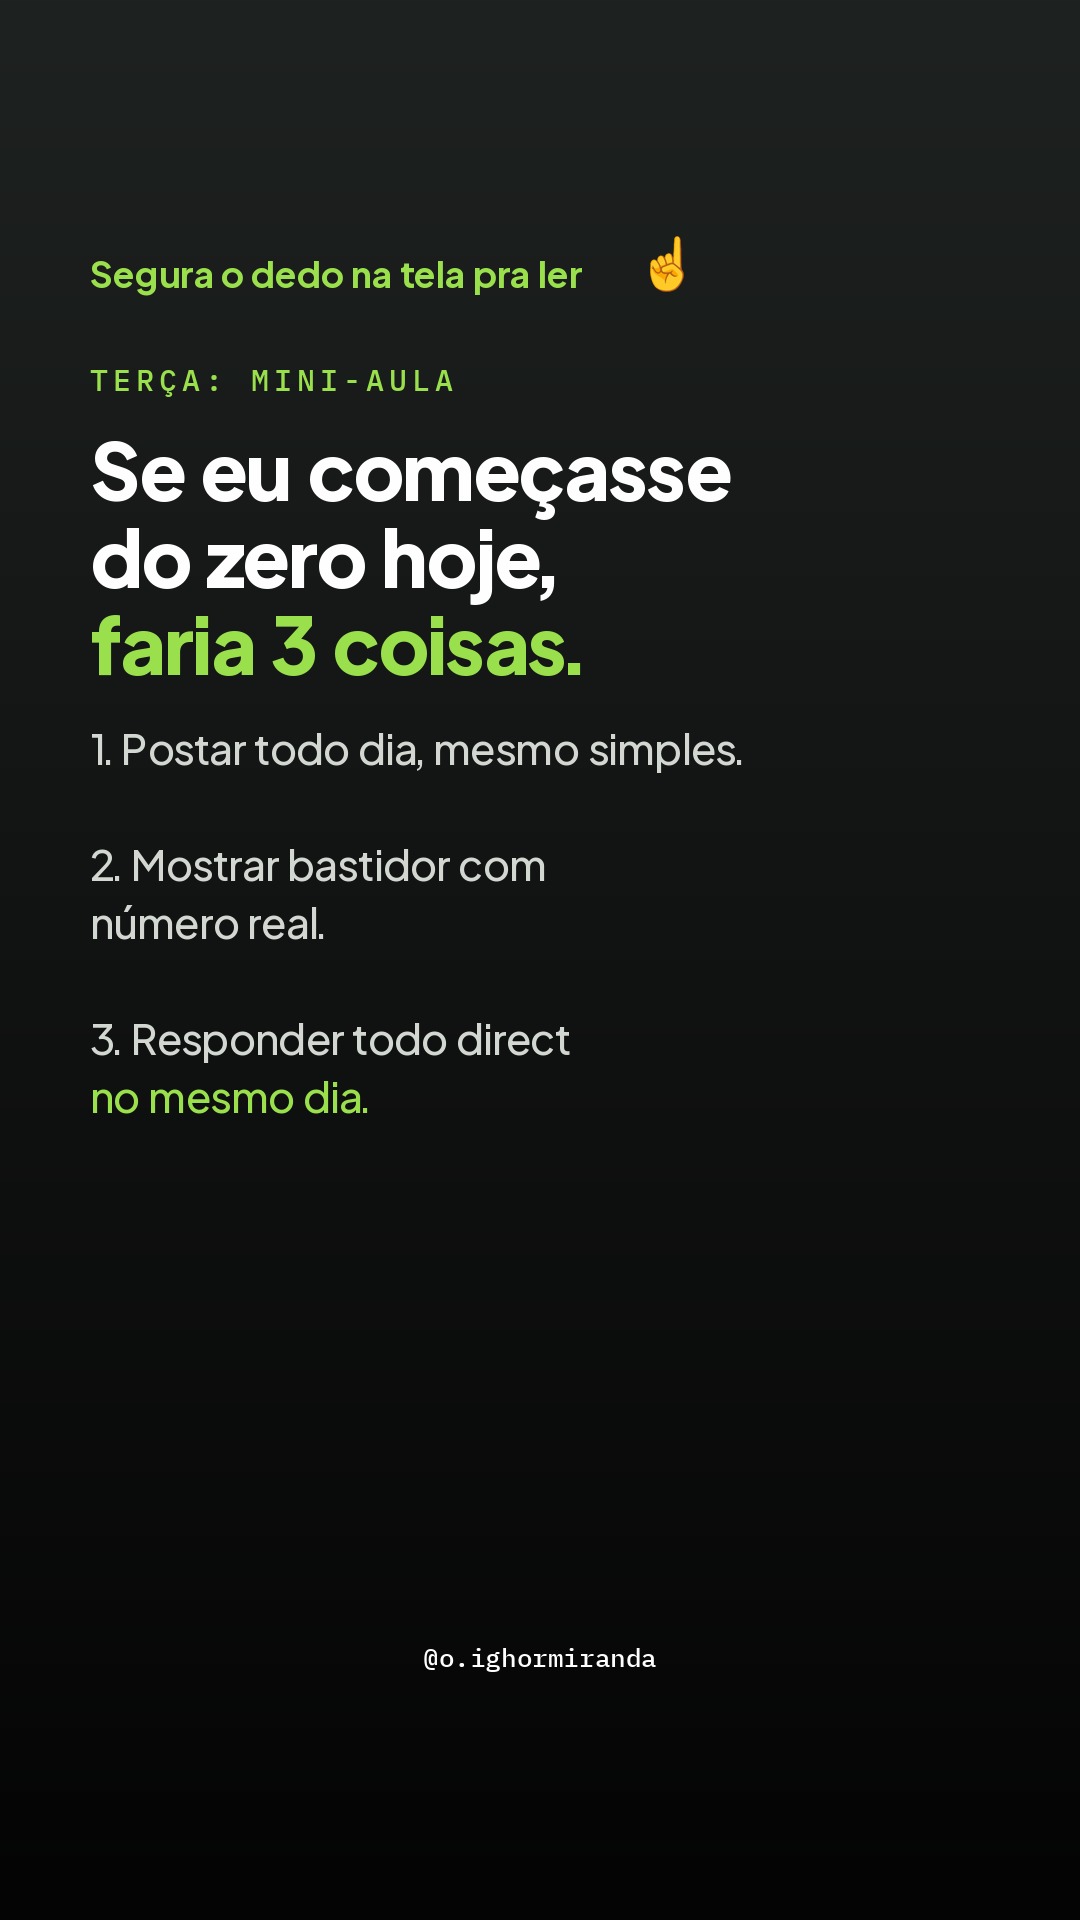 Segura o dedo na tela pra ler ☝️
TERÇA: MINI-AULA
Se eu começasse
do zero hoje,
faria 3 coisas.
1. Postar todo dia, mesmo simples.
2. Mostrar bastidor com
número real.
3. Responder todo direct
no mesmo dia.
@o.ighormiranda